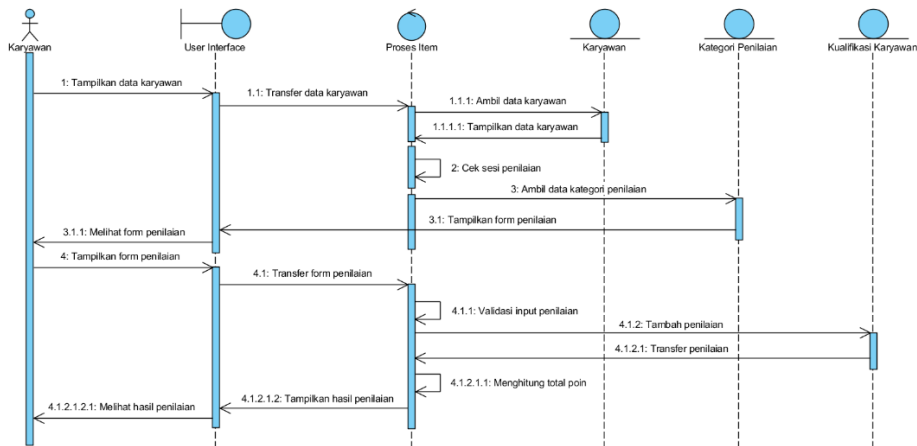 Karyawan
User Interface
Proses Item
Karyawan
Kategori Penilaian
Kualifikasi Karyawan
1: Tampilkan data karyawan
1.1: Transfer data karyawan
1.1.1: Ambil data karyawan
1.1.1.1: Tampilkan data karyawan
2: Cek sesi penilaian
3: Ambil data kategori penilaian
3.1: Tampilkan form penilaian
3.1.1: Melihat form penilaian
4: Tampilkan form penilaian
4.1: Transfer form penilaian
4.1.1: Validasi input penilaian
4.1.2: Tambah penilaian
4.1.2.1: Transfer penilaian
4.1.2.1.1: Menghitung total poin
4.1.2.1.2: Tampilkan hasil penilaian
4.1.2.1.2.1: Melihat hasil penilaian